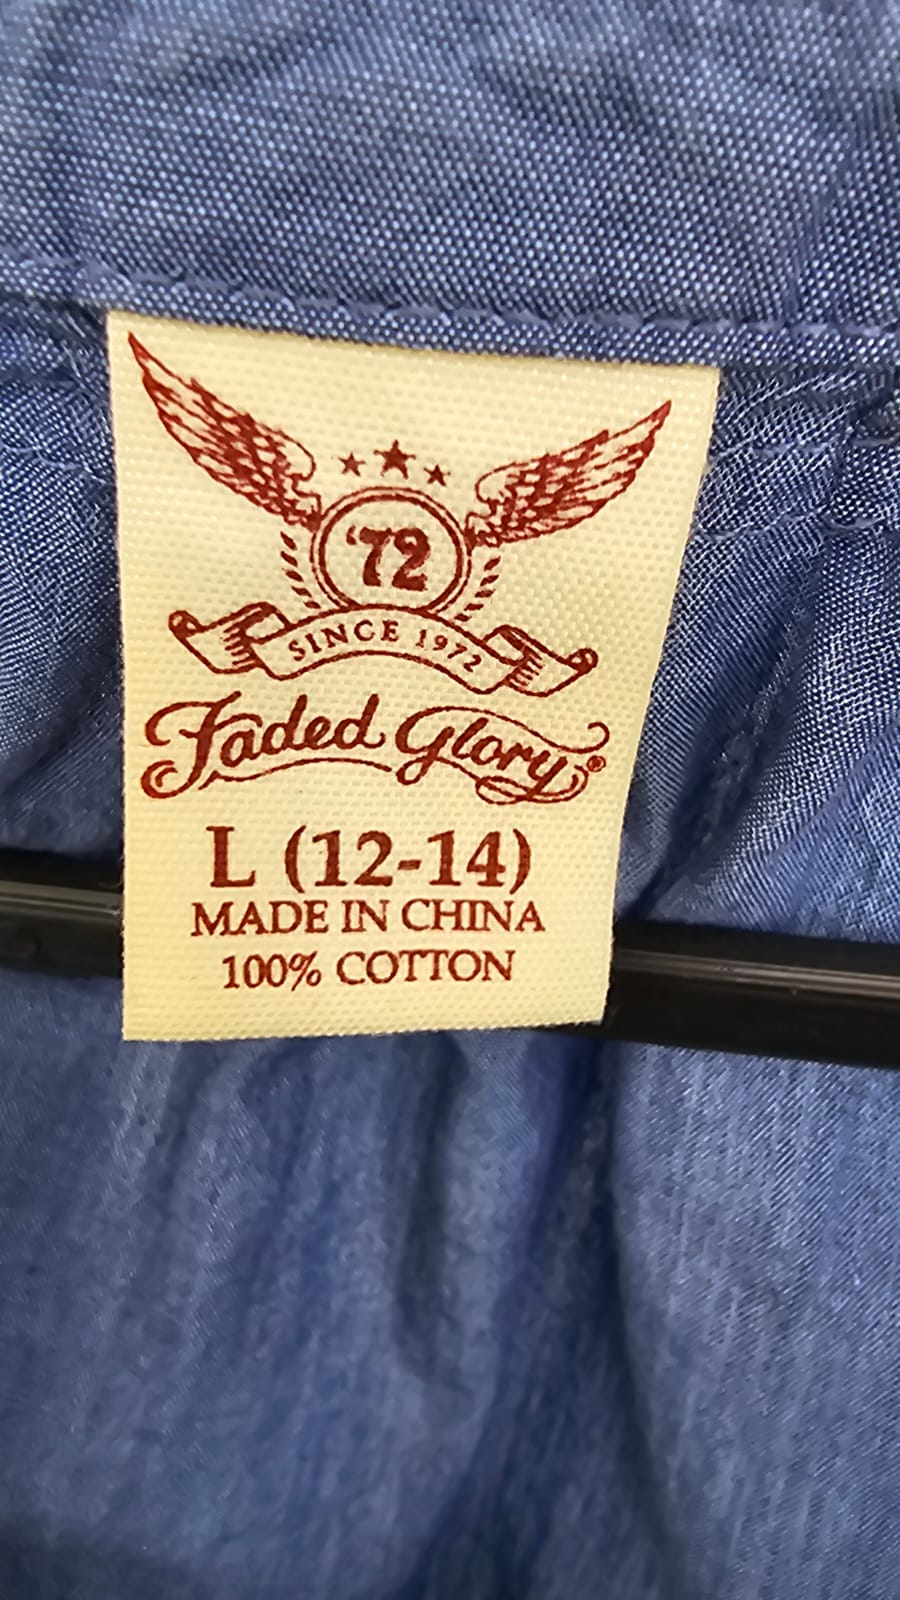 '72
SINCE 1972
Faded Glory®
L (12-14)
MADE IN CHINA
100% COTTON